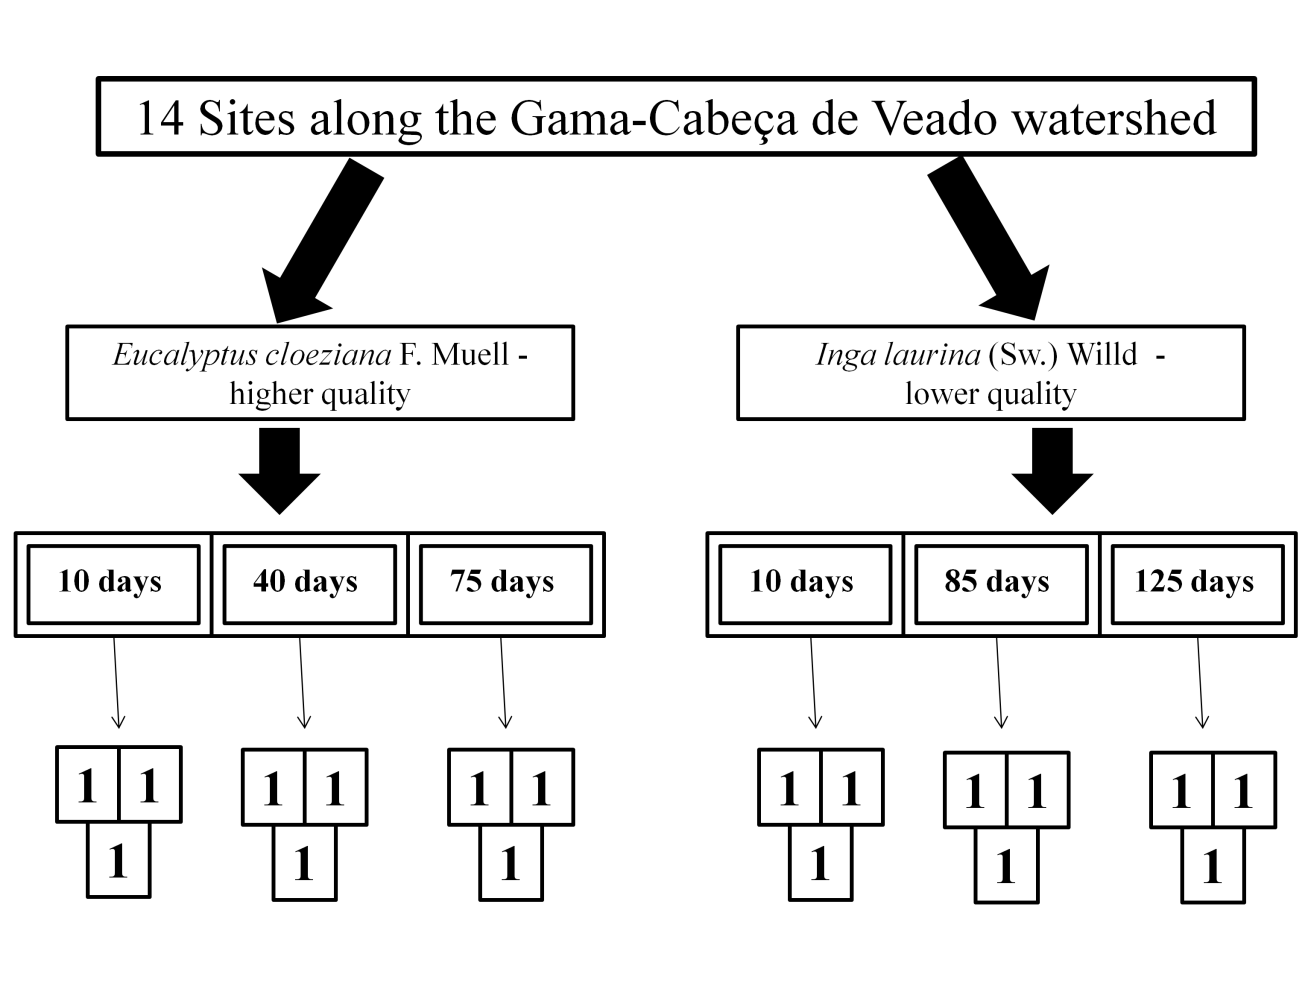 14 Sites along the Gama-Cabeça de Veado watershed
Eucalyptus cloeziana F. Muell -
higher quality
Inga laurina (Sw.) Willd -
lower quality
10 days
40 days
75 days
10 days
85 days
125 days
1 1
1
1 1
1
1 1
1
1 1
1
1 1
1
1 1
1